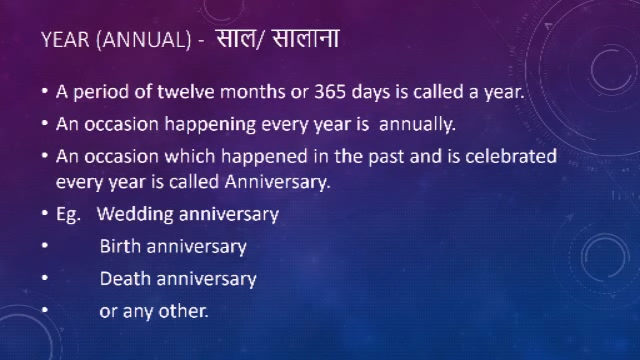 YEAR (ANNUAL) - साल/ सालाना
• A period of twelve months or 365 days is called a year.
• An occasion happening every year is annually.
• An occasion which happened in the past and is celebrated
every year is called Anniversary.
• Eg. Wedding anniversary
• Birth anniversary
• Death anniversary
• or any other.